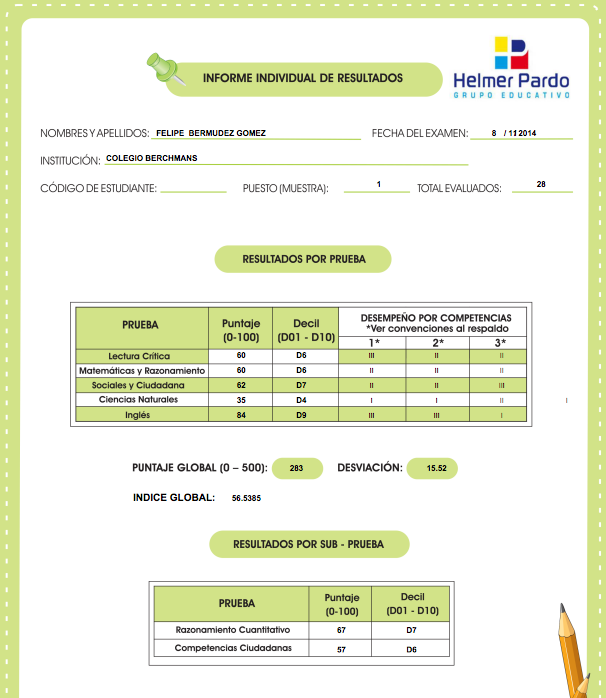 INFORME INDIVIDUAL DE RESULTADOS
Helmer Pardo
GRUPO EDUCATIVO
NOMBRES Y APELLIDOS: FELIPE BERMUDEZ GOMEZ FECHA DEL EXAMEN: 8 / 11 2014
INSTITUCIÓN: COLEGIO BERCHMANS
CÓDIGO DE ESTUDIANTE: PUESTO (MUESTRA): 1 TOTAL EVALUADOS: 28
RESULTADOS POR PRUEBA
PRUEBA Puntaje (0-100) Decil (D01 - D10) DESEMPEÑO POR COMPETENCIAS
*Ver convenciones al respaldo
1* 2* 3*
Lectura Crítica 60 D6 III II II
Matemáticas y Razonamiento 60 D6 II II II
Sociales y Ciudadana 62 D7 II II III
Ciencias Naturales 35 D4 I I II I
Inglés 84 D9 III III I
PUNTAJE GLOBAL (0 – 500): 283 DESVIACIÓN: 15.52
INDICE GLOBAL: 56.5385
RESULTADOS POR SUB - PRUEBA
PRUEBA Puntaje (0-100) Decil (D01 - D10)
Razonamiento Cuantitativo 67 D7
Competencias Ciudadanas 57 D6